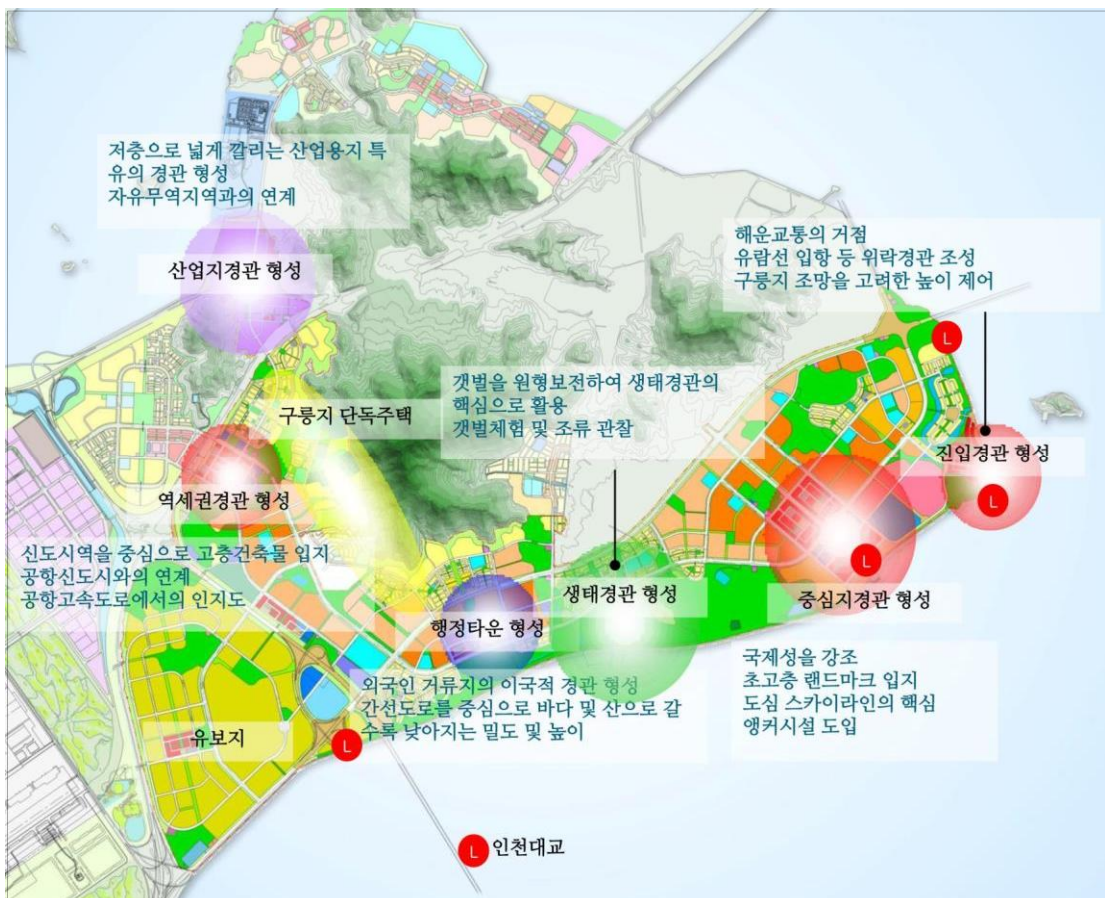 저층으로 넓게 깔리는 산업용지 특
유의 경관 형성
자유무역지역과의 연계
산업지경관 형성
해운교통의 거점
유람선 입항 등 위락경관 조성
구릉지 조망을 고려한 높이 제어
L
갯벌을 원형보전하여 생태경관의
핵심으로 활용
갯벌체험 및 조류 관찰
구릉지 단독주택
진입경관 형성
L
역세권경관 형성
신도시역을 중심으로 고층건축물 입지
공항신도시와의 연계
공항고속도로에서의 인지도
L
생태경관 형성
중심지경관 형성
행정타운 형성
외국인 거류지의 이국적 경관 형성
간선도로를 중심으로 바다 및 산으로 갈
수록 낮아지는 밀도 및 높이
국제성을 강조
초고층 랜드마크 입지
도심 스카이라인의 핵심
앵커시설 도입
유보지
L
L 인천대교